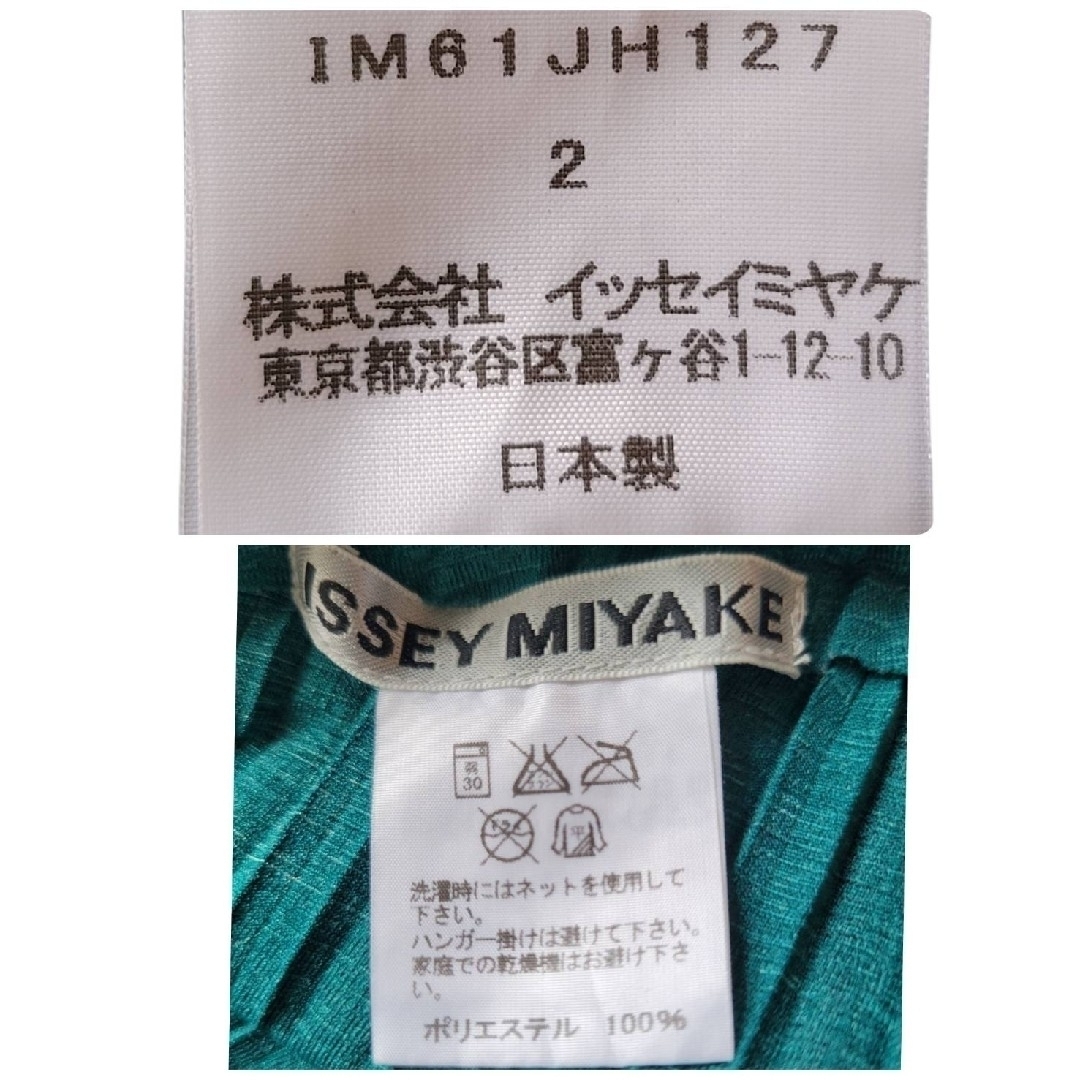 IM61JH127
2
株式会社 イッセイミヤケ
東京都渋谷区富ヶ谷1-12-10
日本製
ISSEY MIYAKE
弱
30
平
洗濯時にはネットを使用して
下さい。
ハンガー掛けは避けて下さい。
家庭での乾燥機はお避け下さ
い。
ポリエステル 100%